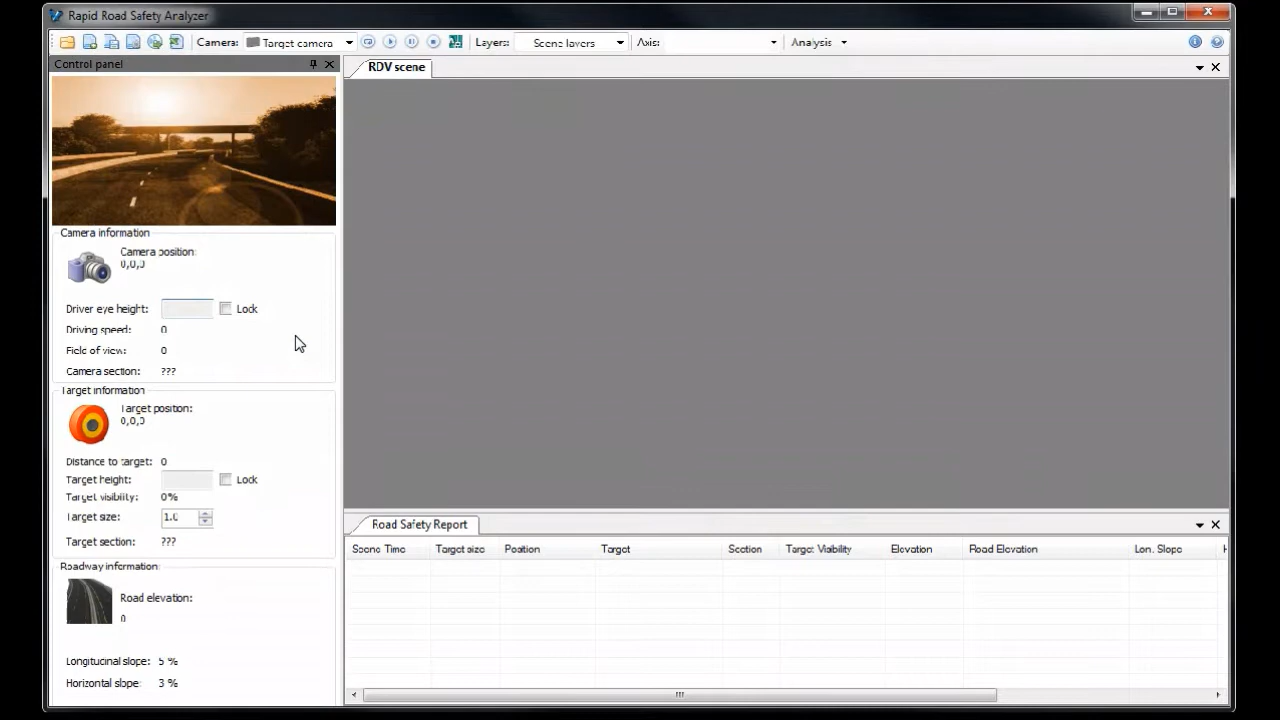 Rapid Road Safety Analyzer
Camera: Target camera Layers: Scene layers Axis: Analysis
Control panel
RDV scene
Camera information
Camera position:
0,0,0
Driver eye height: Lock
Driving speed: 0
Field of view: 0
Camera section: ???
Target information
Target position:
0,0,0
Distance to target: 0
Target height: Lock
Target visibility: 0%
Target size: 1.0
Target section: ???
Roadway information:
Road elevation:
0
Longitucinal slope: 5 %
Horizontal slope: 3 %
Road Safety Report
Scene Time Target size Position Target Section Target Visibility Elevation Road Elevation Lon. Slope